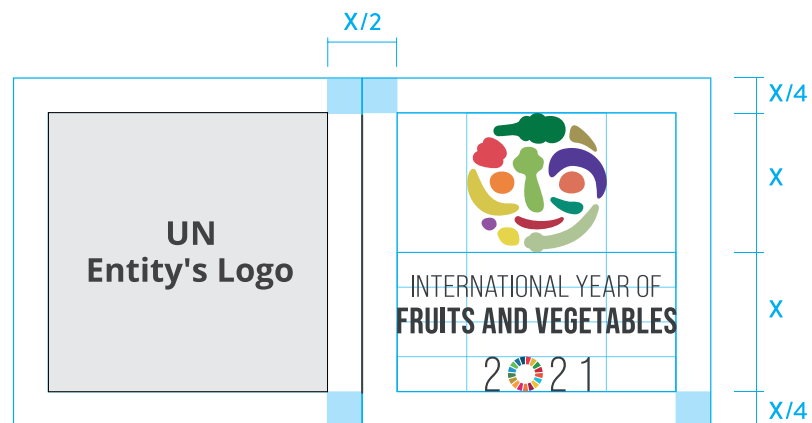 X/2
X/4
X
UN
Entity's Logo
INTERNATIONAL YEAR OF
FRUITS AND VEGETABLES
X
2021
X/4